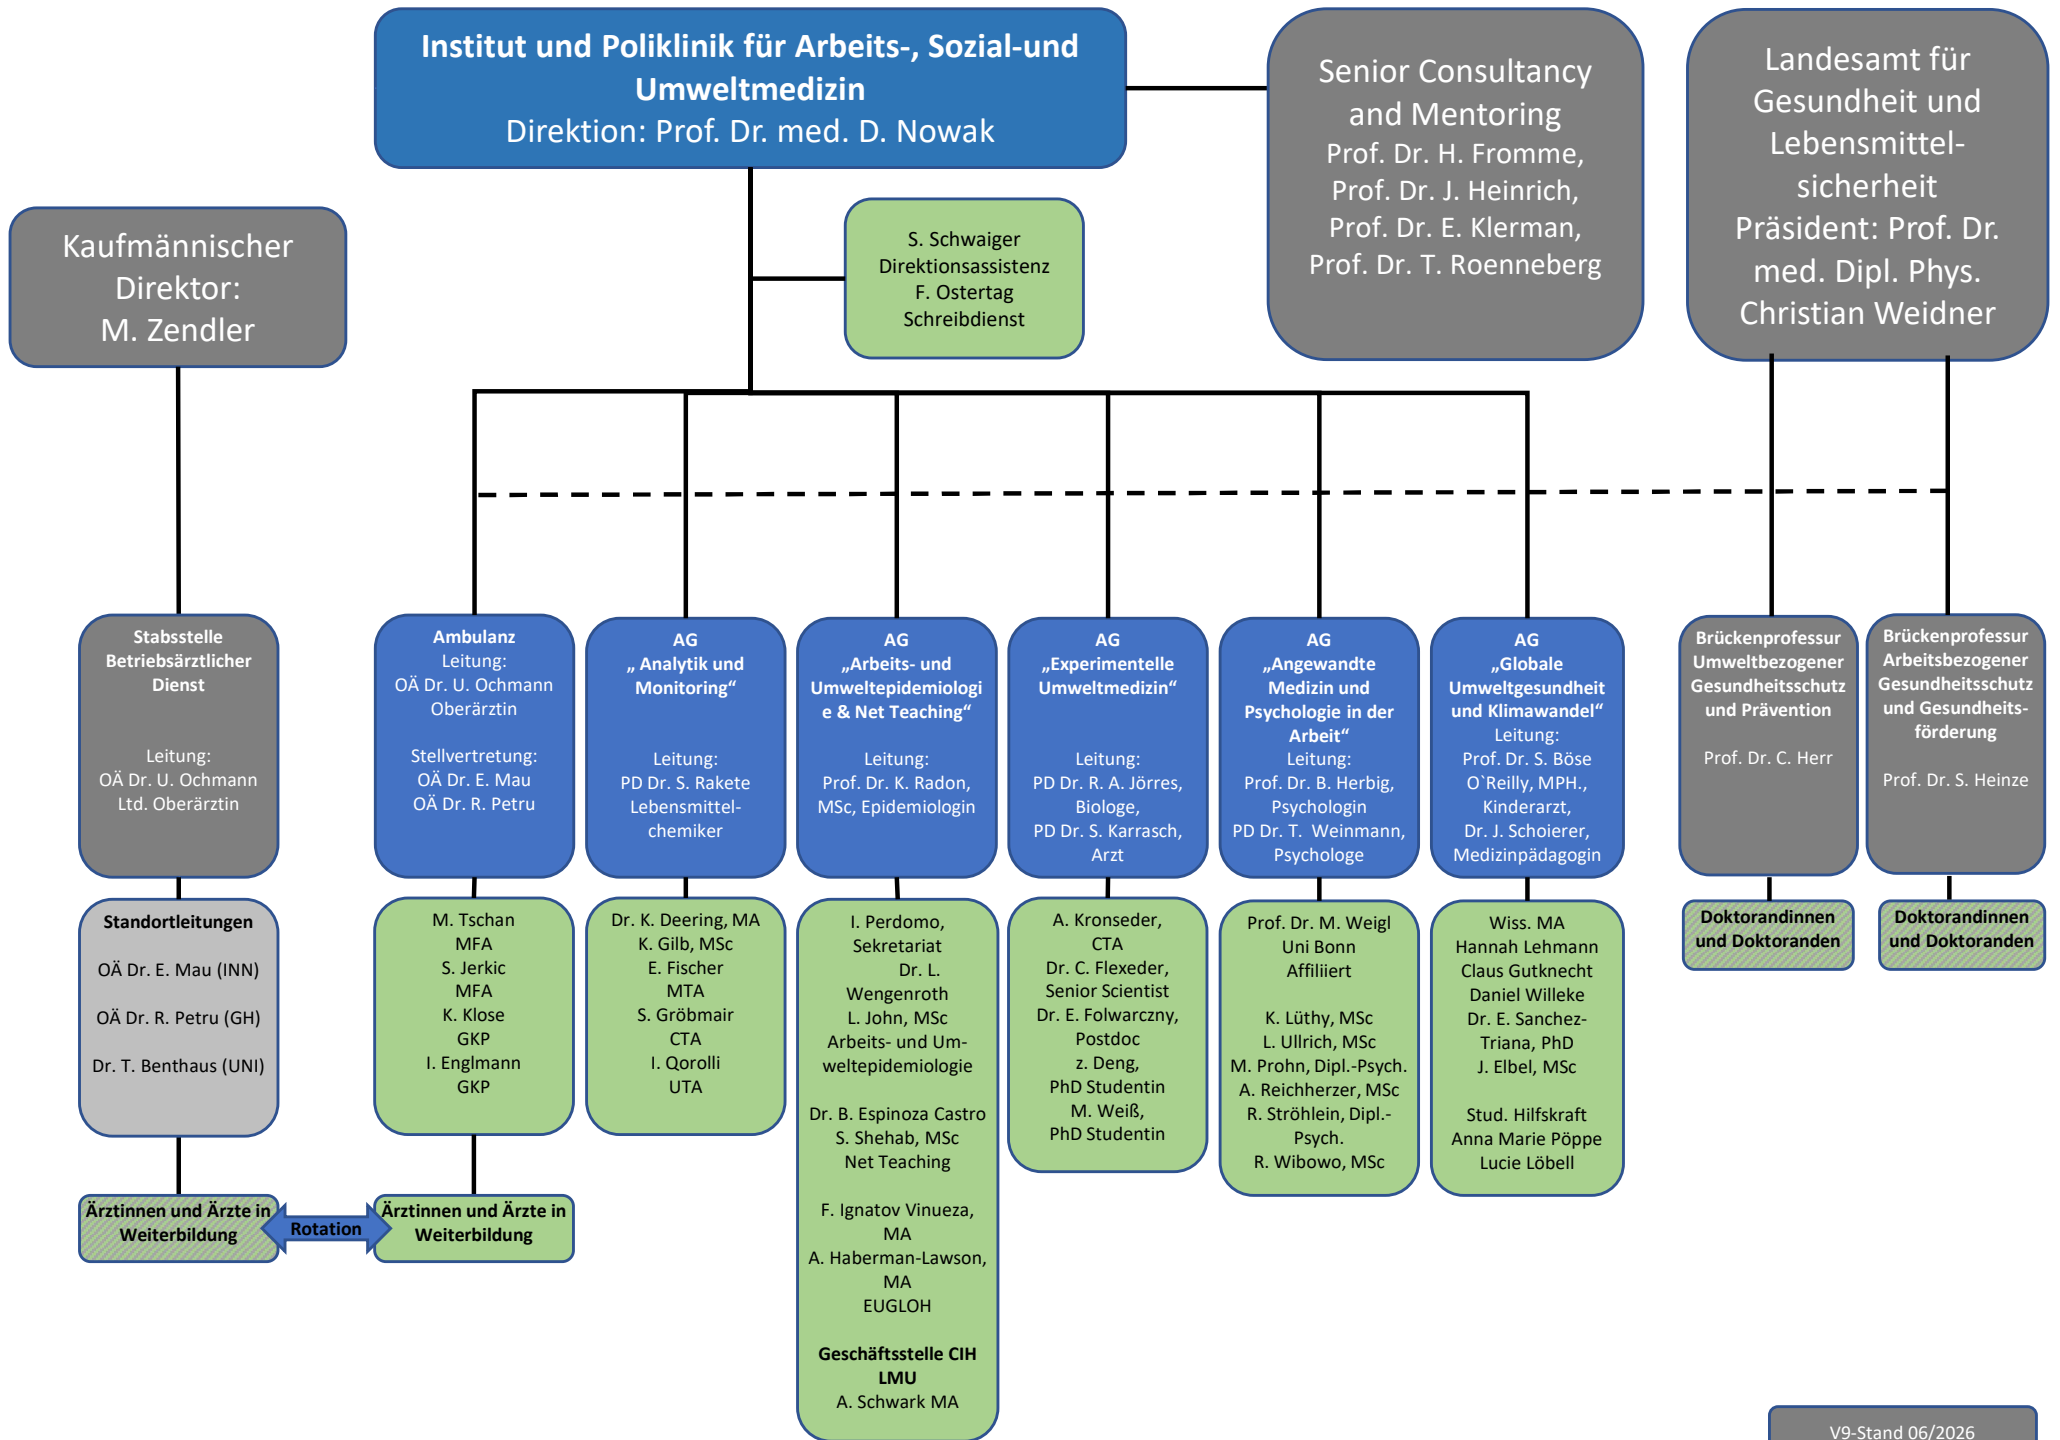 Institut und Poliklinik für Arbeits-, Sozial-und
Umweltmedizin
Direktion: Prof. Dr. med. D. Nowak
Senior Consultancy
and Mentoring
Prof. Dr. H. Fromme,
Prof. Dr. J. Heinrich,
Prof. Dr. E. Klerman,
Prof. Dr. T. Roenneberg
Landesamt für
Gesundheit und
Lebensmittel-
sicherheit
Präsident: Prof. Dr.
med. Dipl. Phys.
Christian Weidner
Kaufmännischer
Direktor:
M. Zendler
S. Schwaiger
Direktionsassistenz
F. Ostertag
Schreibdienst
Stabsstelle
Betriebsärztlicher
Dienst
Leitung:
OÄ Dr. U. Ochmann
Ltd. Oberärztin
Ambulanz
Leitung:
OÄ Dr. U. Ochmann
Oberärztin
Stellvertretung:
OÄ Dr. E. Mau
OÄ Dr. R. Petru
AG
„ Analytik und
Monitoring“
Leitung:
PD Dr. S. Rakete
Lebensmittel-
chemiker
AG
„Arbeits- und
Umweltepidemiologi
e & Net Teaching“
Leitung:
Prof. Dr. K. Radon,
MSc, Epidemiologin
AG
„Experimentelle
Umweltmedizin“
Leitung:
PD Dr. R. A. Jörres,
Biologe,
PD Dr. S. Karrasch,
Arzt
AG
„Angewandte
Medizin und
Psychologie in der
Arbeit“
Leitung:
Prof. Dr. B. Herbig,
Psychologin
PD Dr. T. Weinmann,
Psychologe
AG
„Globale
Umweltgesundheit
und Klimawandel“
Leitung:
Prof. Dr. S. Böse
O`Reilly, MPH.,
Kinderarzt,
Dr. J. Schoierer,
Medizinpädagogin
Brückenprofessur
Umweltbezogener
Gesundheitsschutz
und Prävention
Prof. Dr. C. Herr
Brückenprofessur
Arbeitsbezogener
Gesundheitsschutz
und Gesundheits-
förderung
Prof. Dr. S. Heinze
Standortleitungen
OÄ Dr. E. Mau (INN)
OÄ Dr. R. Petru (GH)
Dr. T. Benthaus (UNI)
M. Tschan
MFA
S. Jerkic
MFA
K. Klose
GKP
I. Englmann
GKP
Dr. K. Deering, MA
K. Gilb, MSc
E. Fischer
MTA
S. Gröbmair
CTA
I. Qorolli
UTA
I. Perdomo,
Sekretariat
Dr. L.
Wengenroth
L. John, MSc
Arbeits- und Um-
weltepidemiologie
Dr. B. Espinoza Castro
S. Shehab, MSc
Net Teaching
F. Ignatov Vinueza,
MA
A. Haberman-Lawson,
MA
EUGLOH
Geschäftsstelle CIH
LMU
A. Schwark MA
A. Kronseder,
CTA
Dr. C. Flexeder,
Senior Scientist
Dr. E. Folwarczny,
Postdoc
z. Deng,
PhD Studentin
M. Weiß,
PhD Studentin
Prof. Dr. M. Weigl
Uni Bonn
Affiliiert
K. Lüthy, MSc
L. Ullrich, MSc
M. Prohn, Dipl.-Psych.
A. Reichherzer, MSc
R. Ströhlein, Dipl.-
Psych.
R. Wibowo, MSc
Wiss. MA
Hannah Lehmann
Claus Gutknecht
Daniel Willeke
Dr. E. Sanchez-
Triana, PhD
J. Elbel, MSc
Stud. Hilfskraft
Anna Marie Pöppe
Lucie Löbell
Doktorandinnen
und Doktoranden
Doktorandinnen
und Doktoranden
Ärztinnen und Ärzte in
Weiterbildung
Rotation
Ärztinnen und Ärzte in
Weiterbildung
V9-Stand 06/2026